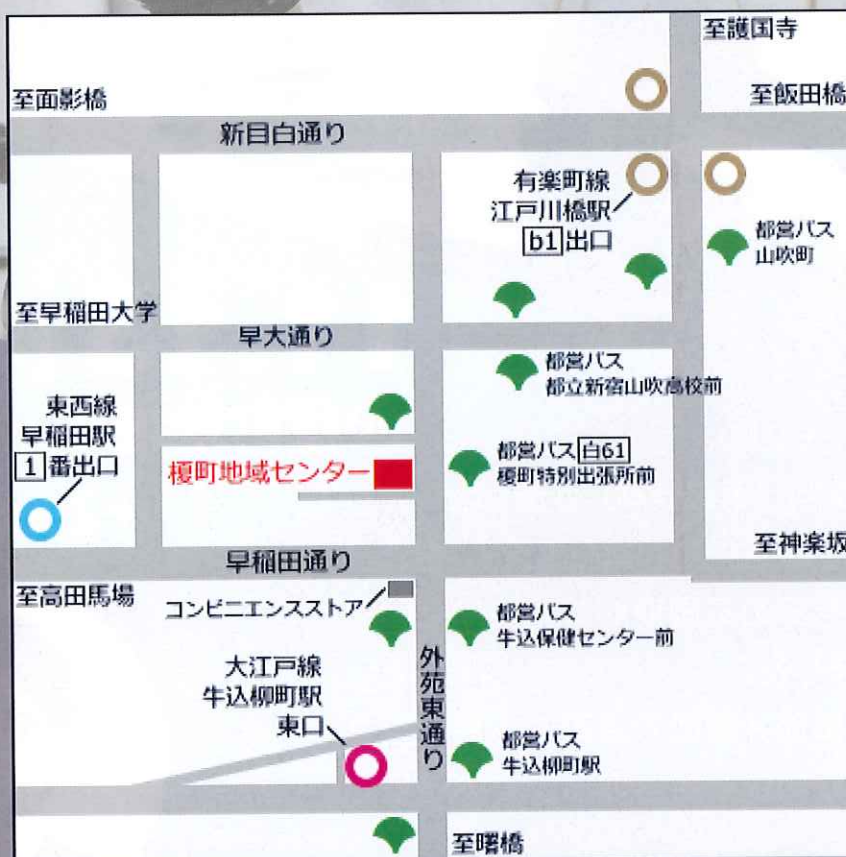 至護国寺
至面影橋
至飯田橋
新目白通り
有楽町線
江戸川橋駅
b1出口
都営バス
山吹町
至早稲田大学
早大通り
都営バス
都立新宿山吹高校前
東西線
早稲田駅
1番出口
榎町地域センター
都営バス白61
榎町特別出張所前
至神楽坂
早稲田通り
至高田馬場
コンビニエンスストア
都営バス
牛込保健センター前
大江戸線
牛込柳町駅
東口
外苑東通り
都営バス
牛込柳町駅
至曙橋